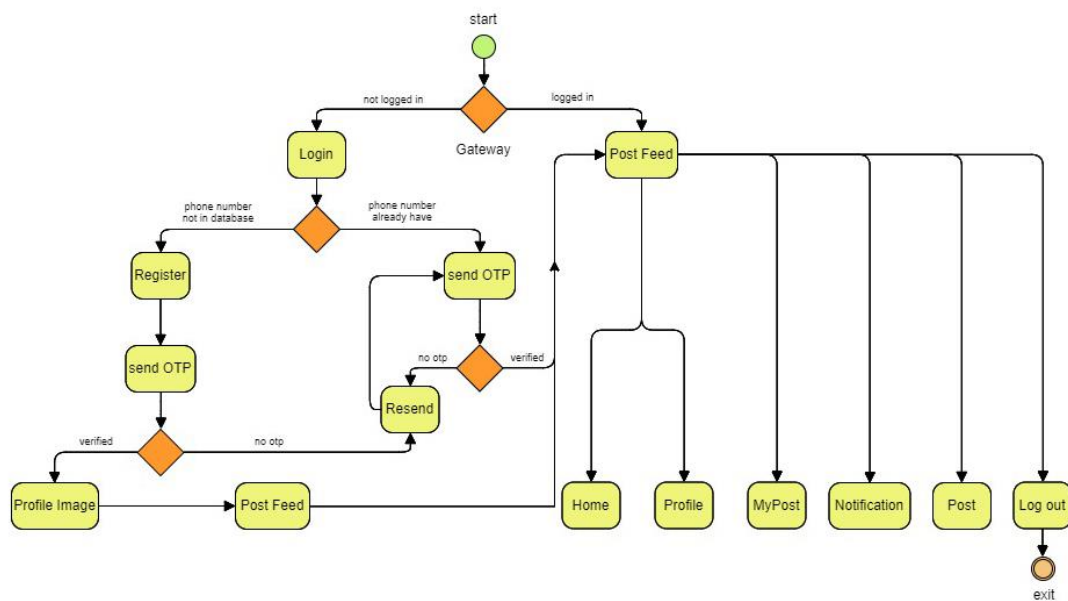 start
not logged in
logged in
Gateway
Login
Post Feed
phone number
not in database
phone number
already have
Register
send OTP
send OTP
no otp
verified
Resend
verified
no otp
Profile Image
Post Feed
Home
Profile
MyPost
Notification
Post
Log out
exit